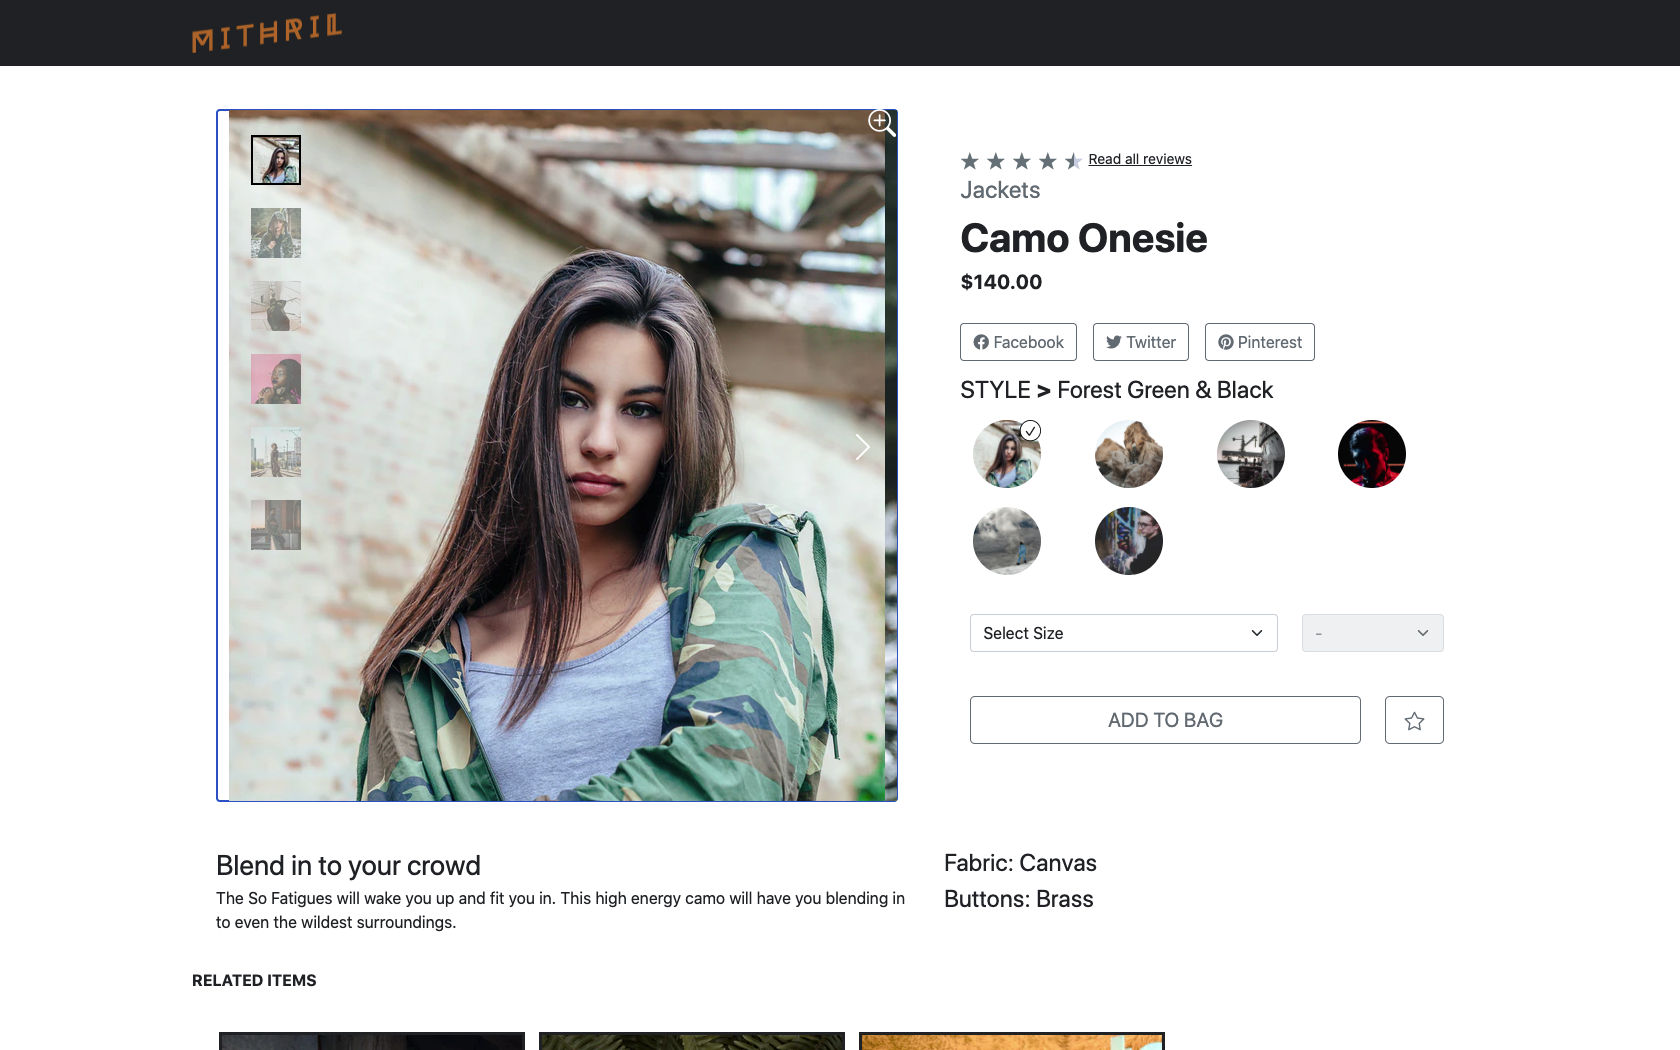 MITHRIL
Read all reviews
Jackets
Camo Onesie
$140.00
Facebook
Twitter
Pinterest
STYLE > Forest Green & Black
Select Size
-
ADD TO BAG
Blend in to your crowd
The So Fatigues will wake you up and fit you in. This high energy camo will have you blending in
to even the wildest surroundings.
Fabric: Canvas
Buttons: Brass
RELATED ITEMS